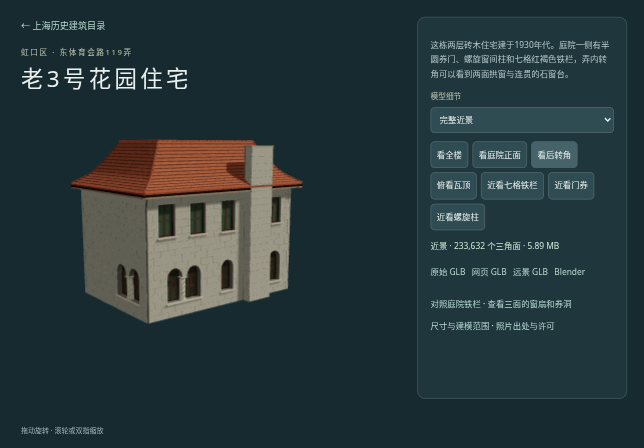 ← 上海历史建筑目录
虹口区 · 东体育会路119弄
老3号花园住宅
这栋两层砖木住宅建于1930年代。庭院一侧有半
圆券门、螺旋窗间柱和七格红褐色铁栏，弄内转
角可以看到两面拱窗与连贯的石窗台。
模型细节
完整近景
看全楼
看庭院正面
看后转角
俯看瓦顶
近看七格铁栏
近看门券
近看螺旋柱
近景 · 233,632 个三角面 · 5.89 MB
原始 GLB 网页 GLB 远景 GLB Blender
对照庭院铁栏 · 查看三面的窗扇和券洞
尺寸与建模范围 · 照片出处与许可
拖动旋转 · 滚轮或双指缩放